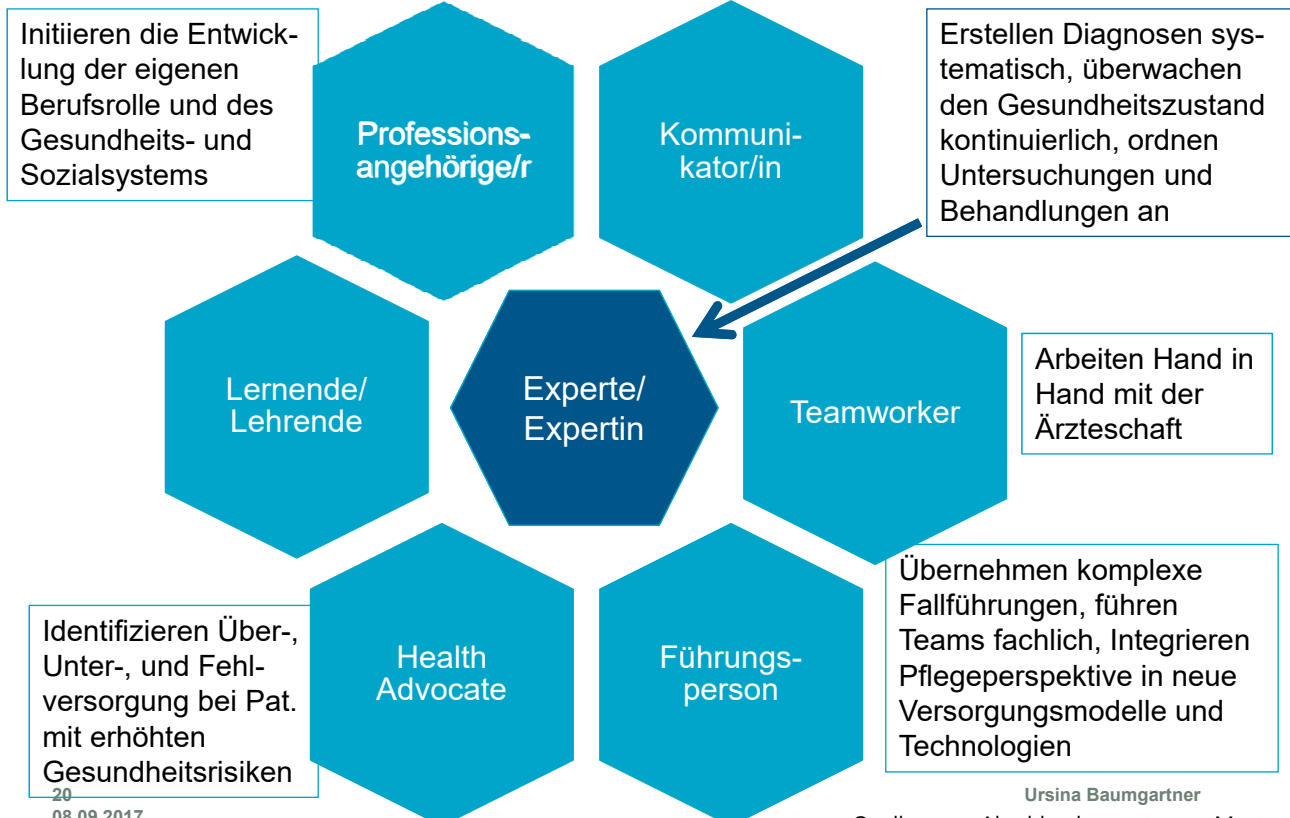 Initiieren die Entwick-
lung der eigenen
Berufsrolle und des
Gesundheits- und
Sozialsystems
Professions-
angehörige/r
Kommuni-
kator/in
Erstellen Diagnosen sys-
tematisch, überwachen
den Gesundheitszustand
kontinuierlich, ordnen
Untersuchungen und
Behandlungen an
Lernende/
Lehrende
Experte/
Expertin
Teamworker
Arbeiten Hand in
Hand mit der
Ärzteschaft
Identifizieren Über-,
Unter-, und Fehl-
versorgung bei Pat.
mit erhöhten
Gesundheitsrisiken
Health
Advocate
Führungs-
person
Übernehmen komplexe
Fallführungen, führen
Teams fachlich, Integrieren
Pflegeperspektive in neue
Versorgungsmodelle und
Technologien
20
08.09.2017
Ursina Baumgartner